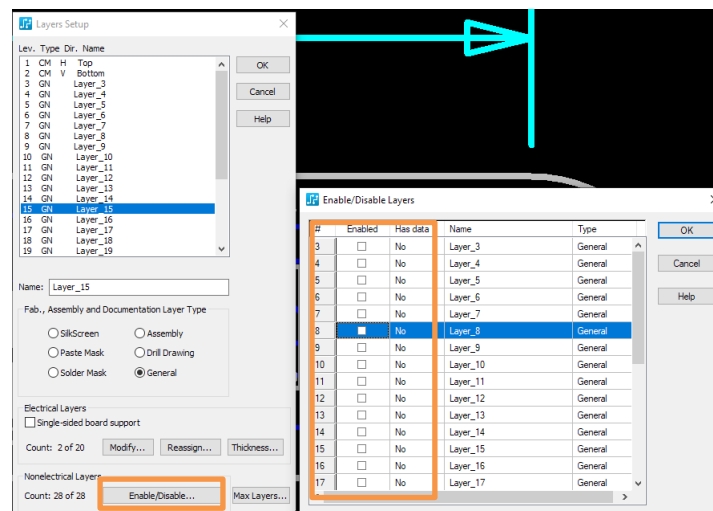 Layers Setup
Lev. Type Dir. Name
1 CM H Top
2 CM V Bottom
3 GN Layer_3
4 GN Layer_4
5 GN Layer_5
6 GN Layer_6
7 GN Layer_7
8 GN Layer_8
9 GN Layer_9
10 GN Layer_10
11 GN Layer_11
12 GN Layer_12
13 GN Layer_13
14 GN Layer_14
15 GN Layer_15
16 GN Layer_16
17 GN Layer_17
18 GN Layer_18
19 GN Layer_19
OK
Cancel
Help
Name: Layer_15
Fab., Assembly and Documentation Layer Type
SilkScreen Assembly
Paste Mask Drill Drawing
Solder Mask General
Electrical Layers
Single-sided board support
Count: 2 of 20 Modify... Reassign... Thickness...
Nonelectrical Layers
Count: 28 of 28 Enable/Disable... Max Layers...
Enable/Disable Layers
# Enabled Has data Name Type
3 No Layer_3 General
4 No Layer_4 General
5 No Layer_5 General
6 No Layer_6 General
7 No Layer_7 General
8 No Layer_8 General
9 No Layer_9 General
10 No Layer_10 General
11 No Layer_11 General
12 No Layer_12 General
13 No Layer_13 General
14 No Layer_14 General
15 No Layer_15 General
16 No Layer_16 General
17 No Layer_17 General
OK
Cancel
Help